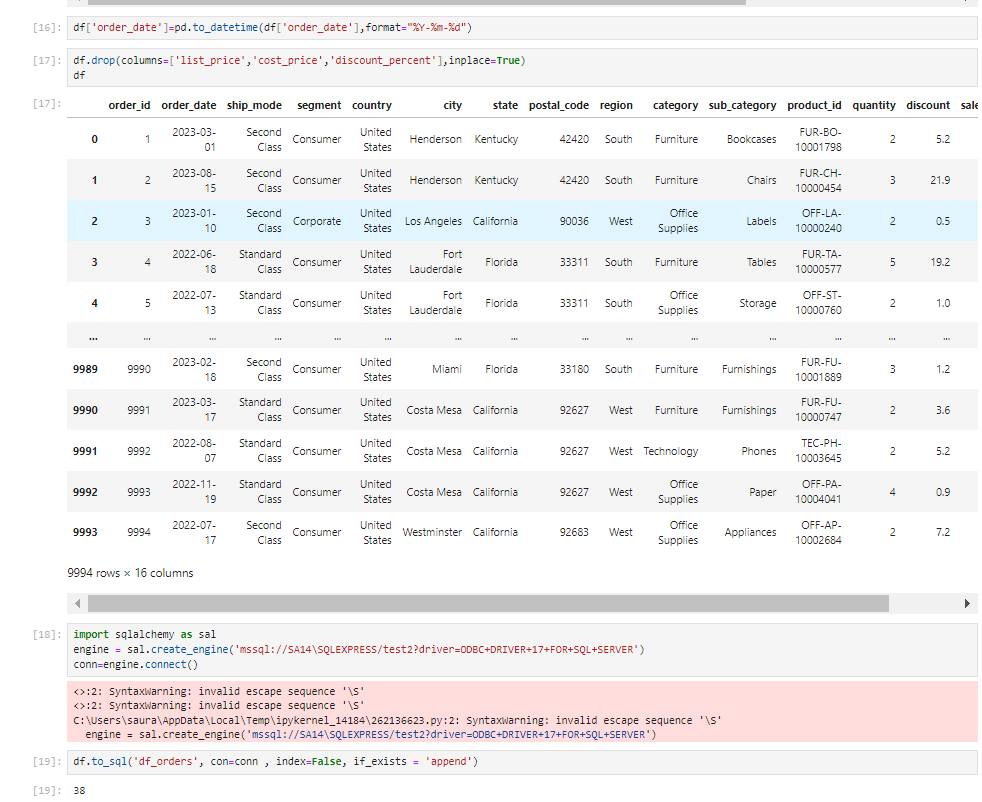 [16]: df['order_date']=pd.to_datetime(df['order_date'],format="%Y-%m-%d")
[17]: df.drop(columns=['list_price','cost_price','discount_percent'],inplace=True)
df
[17]: order_id order_date ship_mode segment country city state postal_code region category sub_category product_id quantity discount sale
0 1 2023-03-01 Second Class Consumer United States Henderson Kentucky 42420 South Furniture Bookcases FUR-BO-10001798 2 5.2
1 2 2023-08-15 Second Class Consumer United States Henderson Kentucky 42420 South Furniture Chairs FUR-CH-10000454 3 21.9
2 3 2023-01-10 Second Class Corporate United States Los Angeles California 90036 West Office Supplies Labels OFF-LA-10000240 2 0.5
3 4 2022-06-18 Standard Class Consumer United States Fort Lauderdale Florida 33311 South Furniture Tables FUR-TA-10000577 5 19.2
4 5 2022-07-13 Standard Class Consumer United States Fort Lauderdale Florida 33311 South Office Supplies Storage OFF-ST-10000760 2 1.0
... ... ... ... ... ... ... ... ... ... ... ... ... ... ...
9989 9990 2023-02-18 Second Class Consumer United States Miami Florida 33180 South Furniture Furnishings FUR-FU-10001889 3 1.2
9990 9991 2023-03-17 Standard Class Consumer United States Costa Mesa California 92627 West Furniture Furnishings FUR-FU-10000747 2 3.6
9991 9992 2022-08-07 Standard Class Consumer United States Costa Mesa California 92627 West Technology Phones TEC-PH-10003645 2 5.2
9992 9993 2022-11-19 Standard Class Consumer United States Costa Mesa California 92627 West Office Supplies Paper OFF-PA-10004041 4 0.9
9993 9994 2022-07-17 Second Class Consumer United States Westminster California 92683 West Office Supplies Appliances OFF-AP-10002684 2 7.2
9994 rows × 16 columns
[18]: import sqlalchemy as sal
engine = sal.create_engine('mssql://SA14\SQLEXPRESS/test2?driver=ODBC+DRIVER+17+FOR+SQL+SERVER')
conn=engine.connect()
<>:2: SyntaxWarning: invalid escape sequence '\S'
<>:2: SyntaxWarning: invalid escape sequence '\S'
C:\Users\saura\AppData\Local\Temp\ipykernel_14184\262136623.py:2: SyntaxWarning: invalid escape sequence '\S'
engine = sal.create_engine('mssql://SA14\SQLEXPRESS/test2?driver=ODBC+DRIVER+17+FOR+SQL+SERVER')
[19]: df.to_sql('df_orders', con=conn , index=False, if_exists = 'append')
[19]: 38